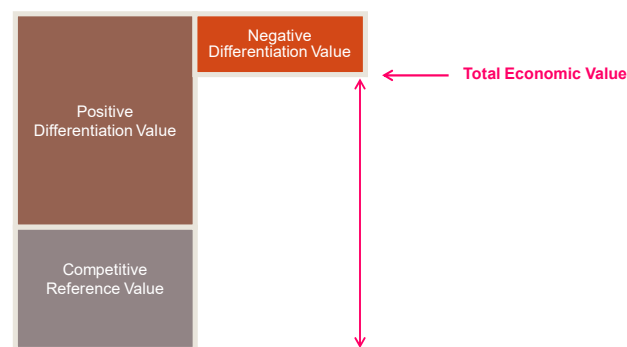 Negative
Differentiation Value
Total Economic Value
Positive
Differentiation Value
Competitive
Reference Value